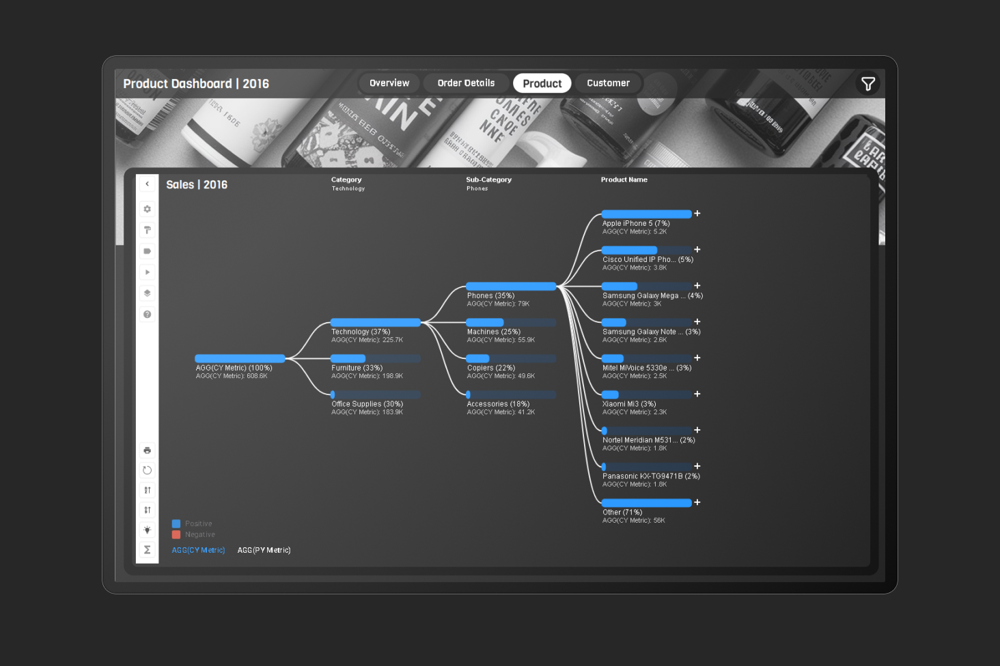 Product Dashboard | 2016
Overview
Order Details
Product
Customer
Sales | 2016
Category
Technology
Sub-Category
Phones
Product Name
AGG(CY Metric) (100%)
AGG(CY Metric): 608.6K
Technology (37%)
AGG(CY Metric): 225.7K
Furniture (33%)
AGG(CY Metric): 198.9K
Office Supplies (30%)
AGG(CY Metric): 183.9K
Phones (35%)
AGG(CY Metric): 79K
Machines (25%)
AGG(CY Metric): 55.9K
Copiers (22%)
AGG(CY Metric): 49.6K
Accessories (18%)
AGG(CY Metric): 41.2K
Apple iPhone 5 (7%)
AGG(CY Metric): 5.2K
Cisco Unified IP Pho... (5%)
AGG(CY Metric): 3.8K
Samsung Galaxy Mega ... (4%)
AGG(CY Metric): 3K
Samsung Galaxy Note ... (3%)
AGG(CY Metric): 2.6K
Mitel MiVoice 5330e ... (3%)
AGG(CY Metric): 2.5K
Xiaomi Mi3 (3%)
AGG(CY Metric): 2.3K
Nortel Meridian M531... (2%)
AGG(CY Metric): 1.8K
Panasonic KX-TG9471B (2%)
AGG(CY Metric): 1.8K
Other (71%)
AGG(CY Metric): 56K
Positive
Negative
AGG(CY Metric)
AGG(PY Metric)